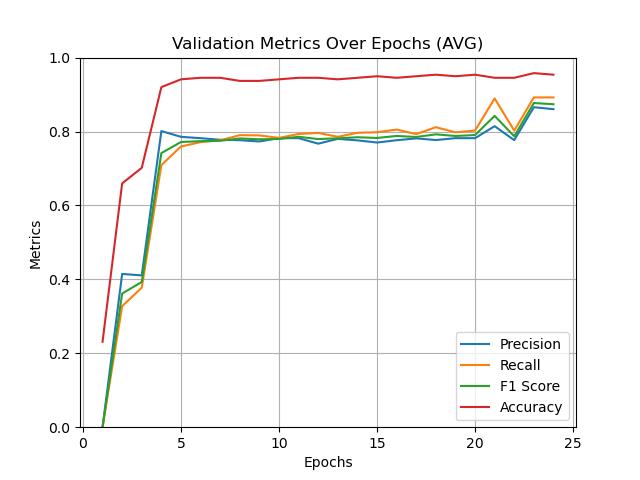 Validation Metrics Over Epochs (AVG)
1.0
0.8
0.6
0.4
0.2
0.0
Metrics
0
5
10
15
20
25
Epochs
Precision
Recall
F1 Score
Accuracy